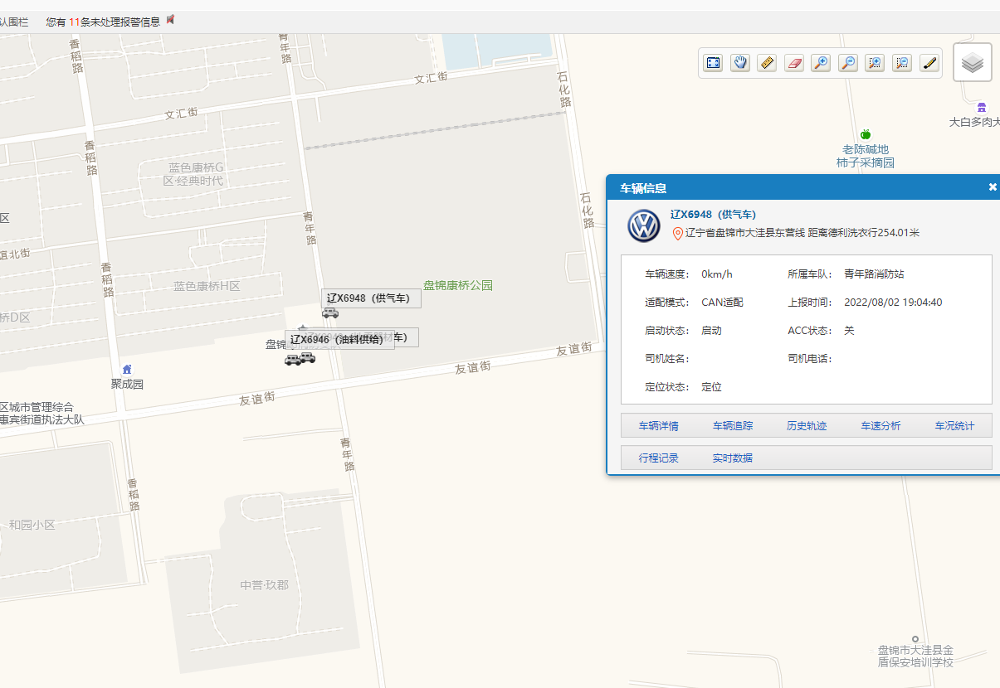 认围栏 您有 11条未处理报警信息
香稻路
青年路
文汇街
石化路
文汇街
大白多肉大
老陈碱地
柿子采摘园
香稻路
蓝色康桥G
区·经典时代
区
谊北街
青年路
石化路
香稻路
蓝色康桥H区
盘锦康桥公园
桥D区
辽X6948（供气车）
辽X6946（油料供给）
车）
盘锦
友谊街
友谊街
友谊街
聚成园
区城市管理综合
惠宾街道执法大队
青年路
香稻路
和园小区
中誉·玖郡
盘锦市大洼县金
盾保安培训学校
车辆信息
辽X6948（供气车）
辽宁省盘锦市大洼县东营线 距离德利洗衣行254.01米
车辆速度： 0km/h 所属车队： 青年路消防站
适配模式： CAN适配 上报时间： 2022/08/02 19:04:40
启动状态： 启动 ACC状态： 关
司机姓名： 司机电话：
定位状态： 定位
车辆详情 车辆追踪 历史轨迹 车速分析 车况统计
行程记录 实时数据